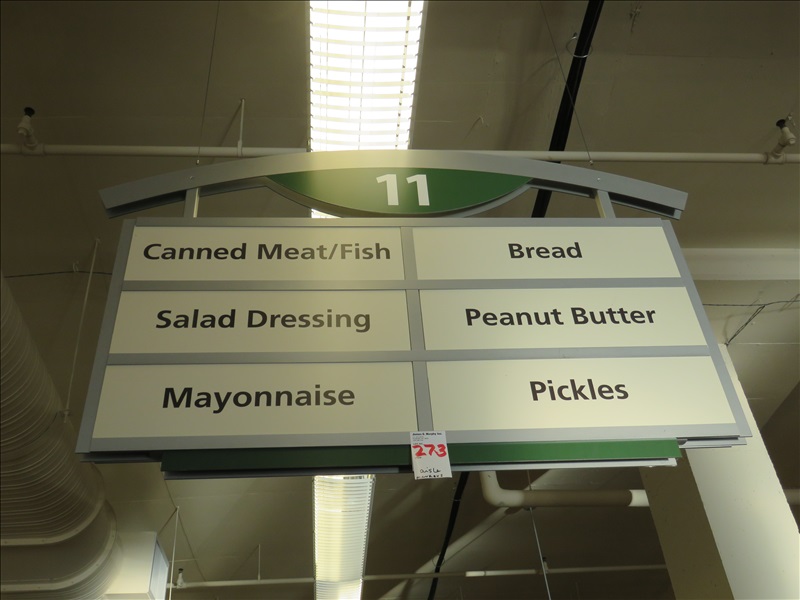 11
Canned Meat/Fish
Bread
Salad Dressing
Peanut Butter
Mayonnaise
Pickles
273